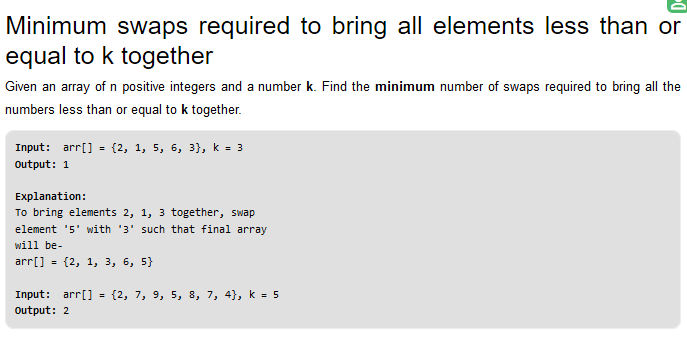 Minimum swaps required to bring all elements less than or
equal to k together
Given an array of n positive integers and a number k. Find the minimum number of swaps required to bring all the
numbers less than or equal to k together.
Input:  arr[] = {2, 1, 5, 6, 3}, k = 3
Output: 1
Explanation:
To bring elements 2, 1, 3 together, swap
element '5' with '3' such that final array
will be-
arr[] = {2, 1, 3, 6, 5}
Input:  arr[] = {2, 7, 9, 5, 8, 7, 4}, k = 5
Output: 2